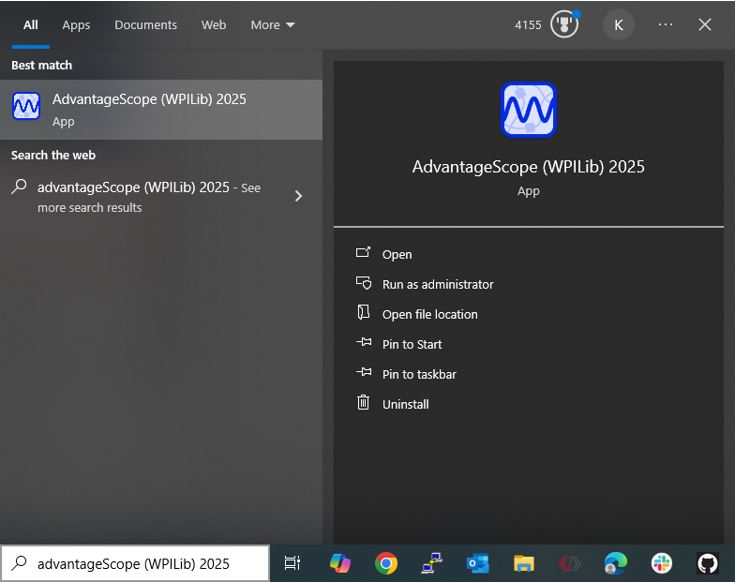 All Apps Documents Web More 4155 K ...
Best match
AdvantageScope (WPILib) 2025
App
Search the web
advantageScope (WPILib) 2025 - See
more search results
AdvantageScope (WPILib) 2025
App
Open
Run as administrator
Open file location
Pin to Start
Pin to taskbar
Uninstall
advantageScope (WPILib) 2025